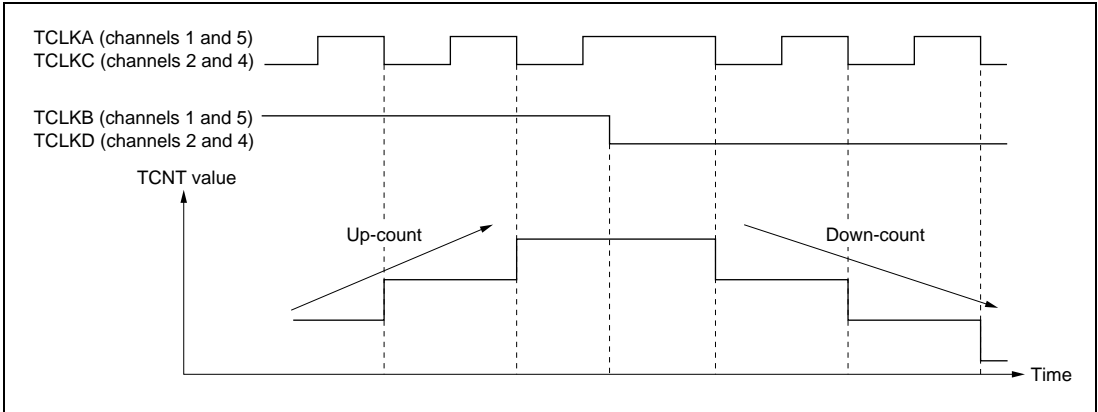 TCLKA (channels 1 and 5)
TCLKC (channels 2 and 4)
TCLKB (channels 1 and 5)
TCLKD (channels 2 and 4)
TCNT value
Up-count
Down-count
Time